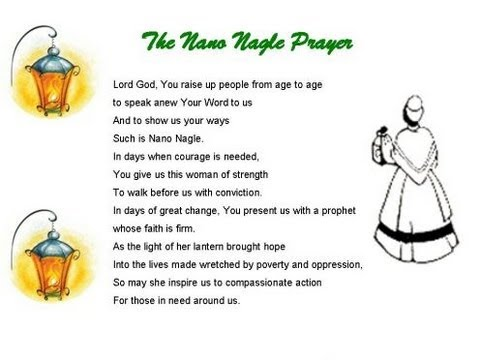 The Nano Nagle Prayer
Lord God, You raise up people from age to age
to speak anew Your Word to us
And to show us your ways
Such is Nano Nagle.
In days when courage is needed,
You give us this woman of strength
To walk before us with conviction.
In days of great change, You present us with a prophet
whose faith is firm.
As the light of her lantern brought hope
Into the lives made wretched by poverty and oppression,
So may she inspire us to compassionate action
For those in need around us.